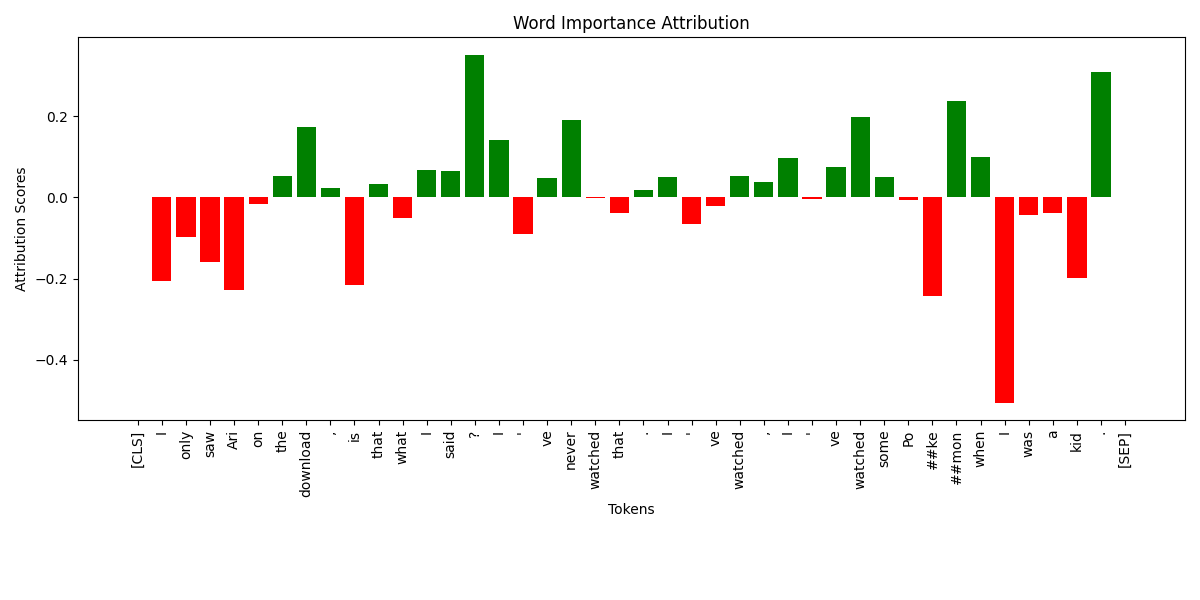 Word Importance Attribution
Attribution Scores
0.2
0.0
−0.2
−0.4
[CLS]
I
only
saw
Ari
on
the
download
,
is
that
what
I
said
?
I
'
ve
never
watched
that
.
I
'
ve
watched
,
I
'
ve
watched
some
Po
##ke
##mon
when
I
was
a
kid
.
[SEP]
Tokens